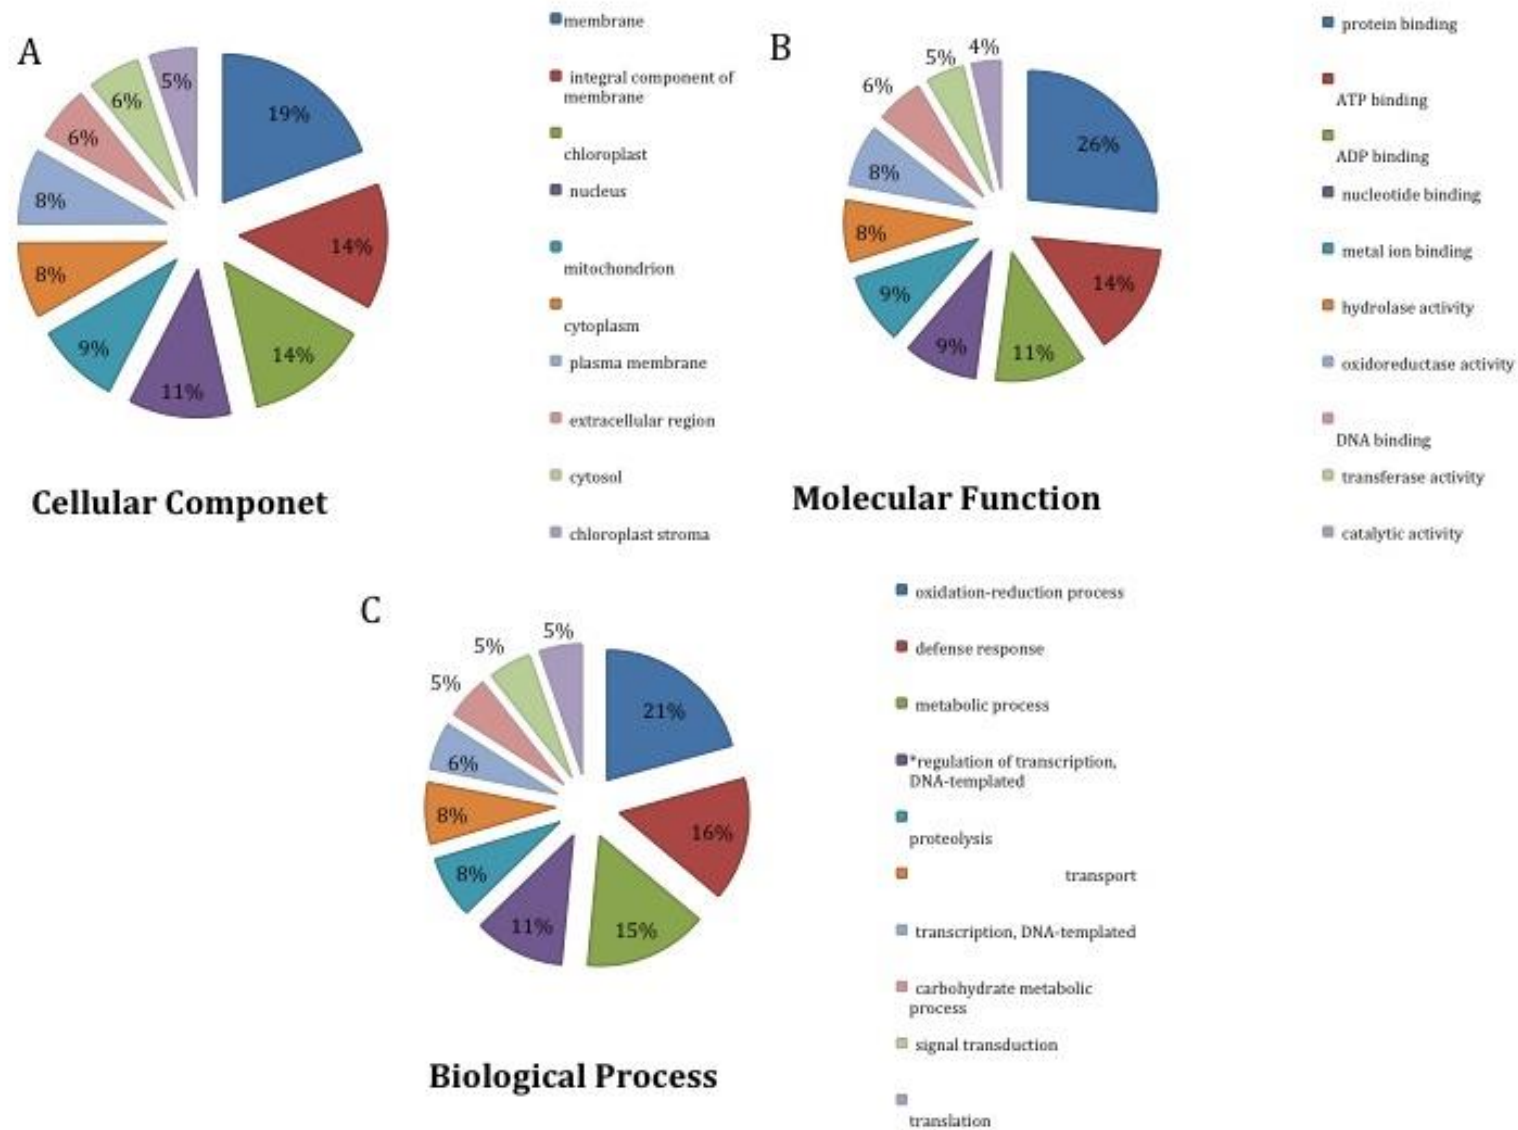 A
19%
14%
14%
11%
9%
8%
8%
6%
6%
5%
Cellular Componet
membrane
integral component of
membrane
chloroplast
nucleus
mitochondrion
cytoplasm
plasma membrane
extracellular region
cytosol
chloroplast stroma
B
26%
14%
11%
9%
9%
8%
8%
6%
5%
4%
Molecular Function
protein binding
ATP binding
ADP binding
nucleotide binding
metal ion binding
hydrolase activity
oxidoreductase activity
DNA binding
transferase activity
catalytic activity
C
21%
16%
15%
11%
8%
8%
6%
5%
5%
5%
Biological Process
oxidation-reduction process
defense response
metabolic process
*regulation of transcription,
DNA-templated
proteolysis
transport
transcription, DNA-templated
carbohydrate metabolic
process
signal transduction
translation